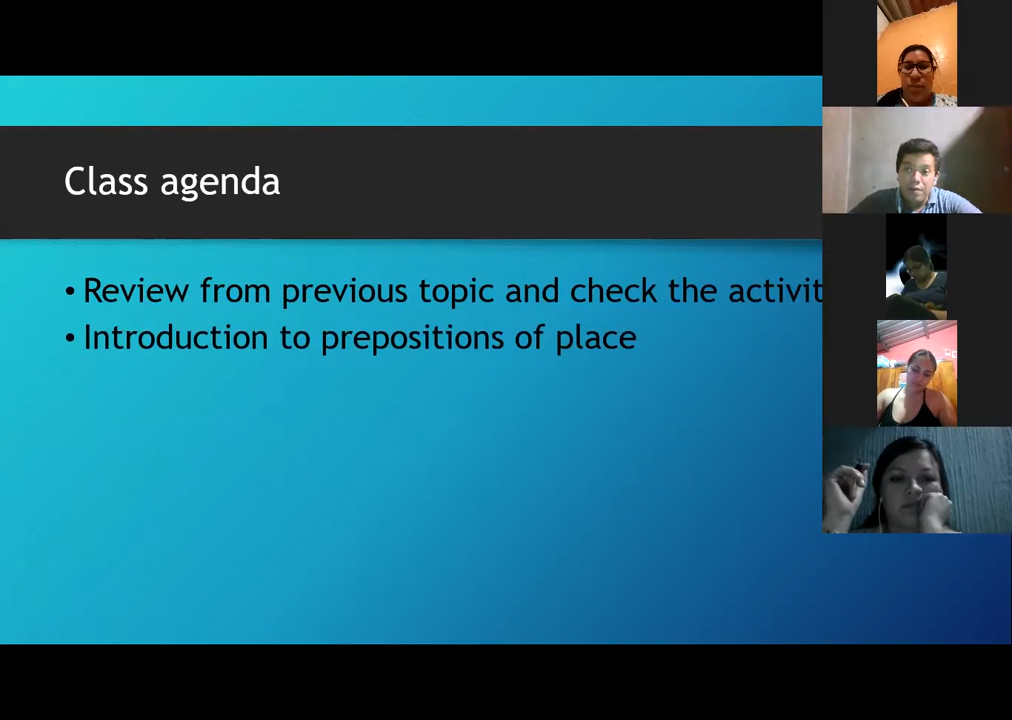 Class agenda
• Review from previous topic and check the activit
• Introduction to prepositions of place